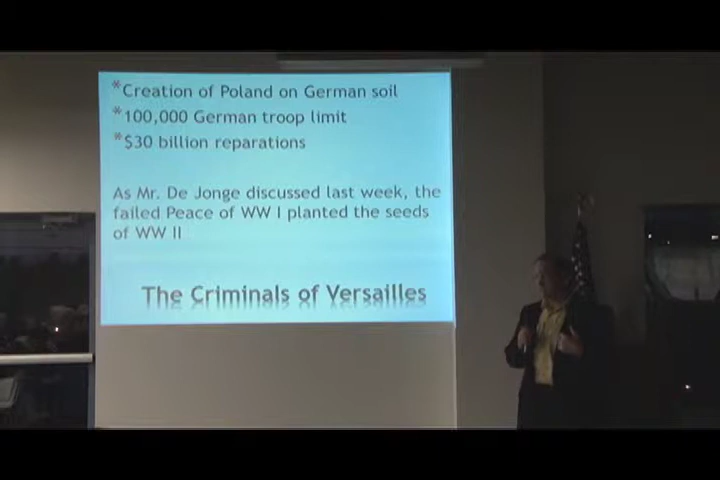 *Creation of Poland on German soil
*100,000 German troop limit
*$30 billion reparations
As Mr. De Jonge discussed last week, the
failed Peace of WW I planted the seeds
of WW II
The Criminals of Versailles